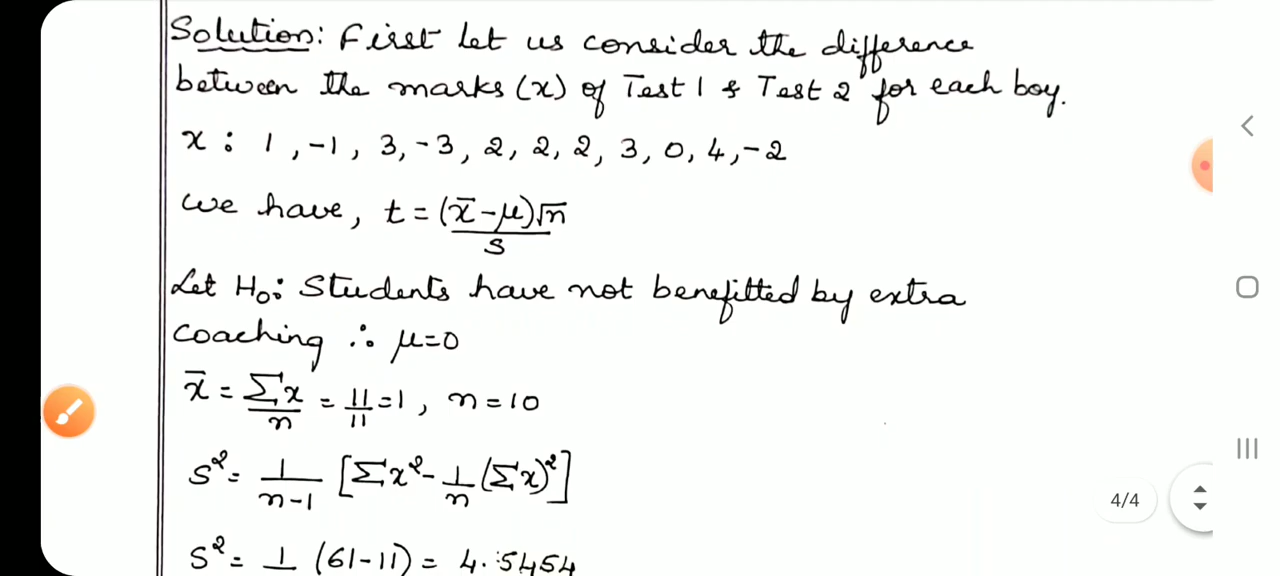 Solution: First let us consider the difference
between the marks (x) of Test 1 & Test 2 for each boy.
x : 1, -1, 3, -3, 2, 2, 2, 3, 0, 4, -2
we have, t = (x̄ - μ)√n / s
Let H₀: Students have not benefitted by extra
coaching ∴ μ=0
x̄ = Σx / n = 11/11 = 1, n = 10
s² = 1/(n-1) [Σx² - 1/n (Σx)²]
s² = 1 (61-11) = 4.5454
4/4